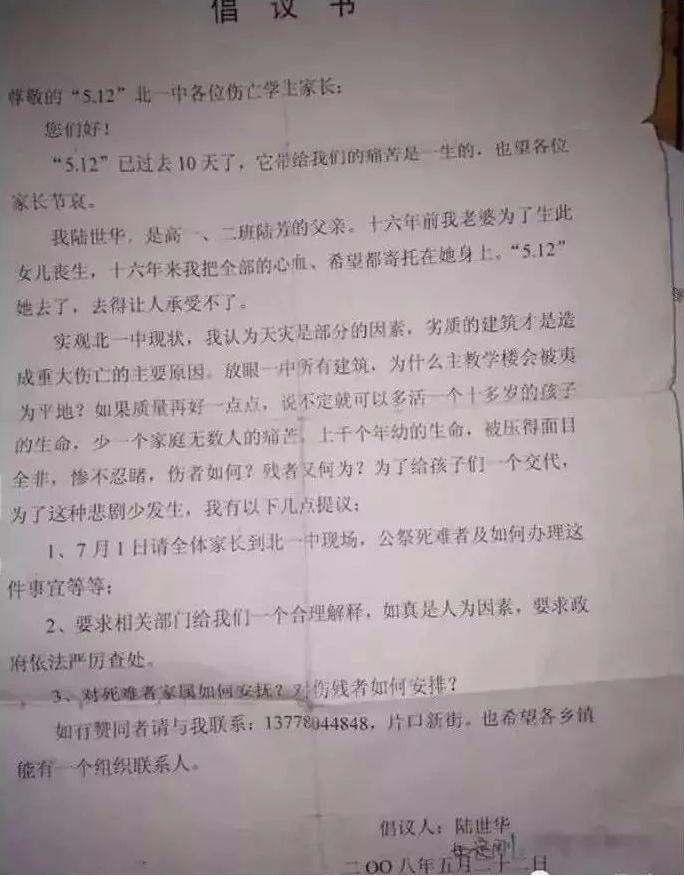 倡 议 书
尊敬的“5.12”北一中各位伤亡学生家长：
您们好！
“5.12”已过去10天了，它带给我们的痛苦是一生的，也望各位
家长节哀。
我陆世华，是高一、二班陆芳的父亲。十六年前我老婆为了生此
女儿丧生，十六年来我把全部的心血、希望都寄托在她身上。“5.12”
她去了，去得让人承受不了。
实观北一中现状，我认为天灾是部分的因素，劣质的建筑才是造
成重大伤亡的主要原因。放眼一中所有建筑，为什么主教学楼会被夷
为平地？如果质量再好一点点，说不定就可以多活一个十多岁的孩子
的生命，少一个家庭无数人的痛苦。上千个年幼的生命，被压得面目
全非，惨不忍睹，伤者如何？残者又何为？为了给孩子们一个交代，
为了这种悲剧少发生，我有以下几点提议：
1、7月1日请全体家长到北一中现场，公祭死难者及如何办理这
件事宜等等；
2、要求相关部门给我们一个合理解释，如真是人为因素，要求政
府依法严厉查处。
3、对死难者家属如何安抚？对伤残者如何安排？
如有赞同者请与我联系：13778044848，片口新街。也希望各乡镇
能有一个组织联系人。
倡议人：陆世华
二OO八年五月二十二日